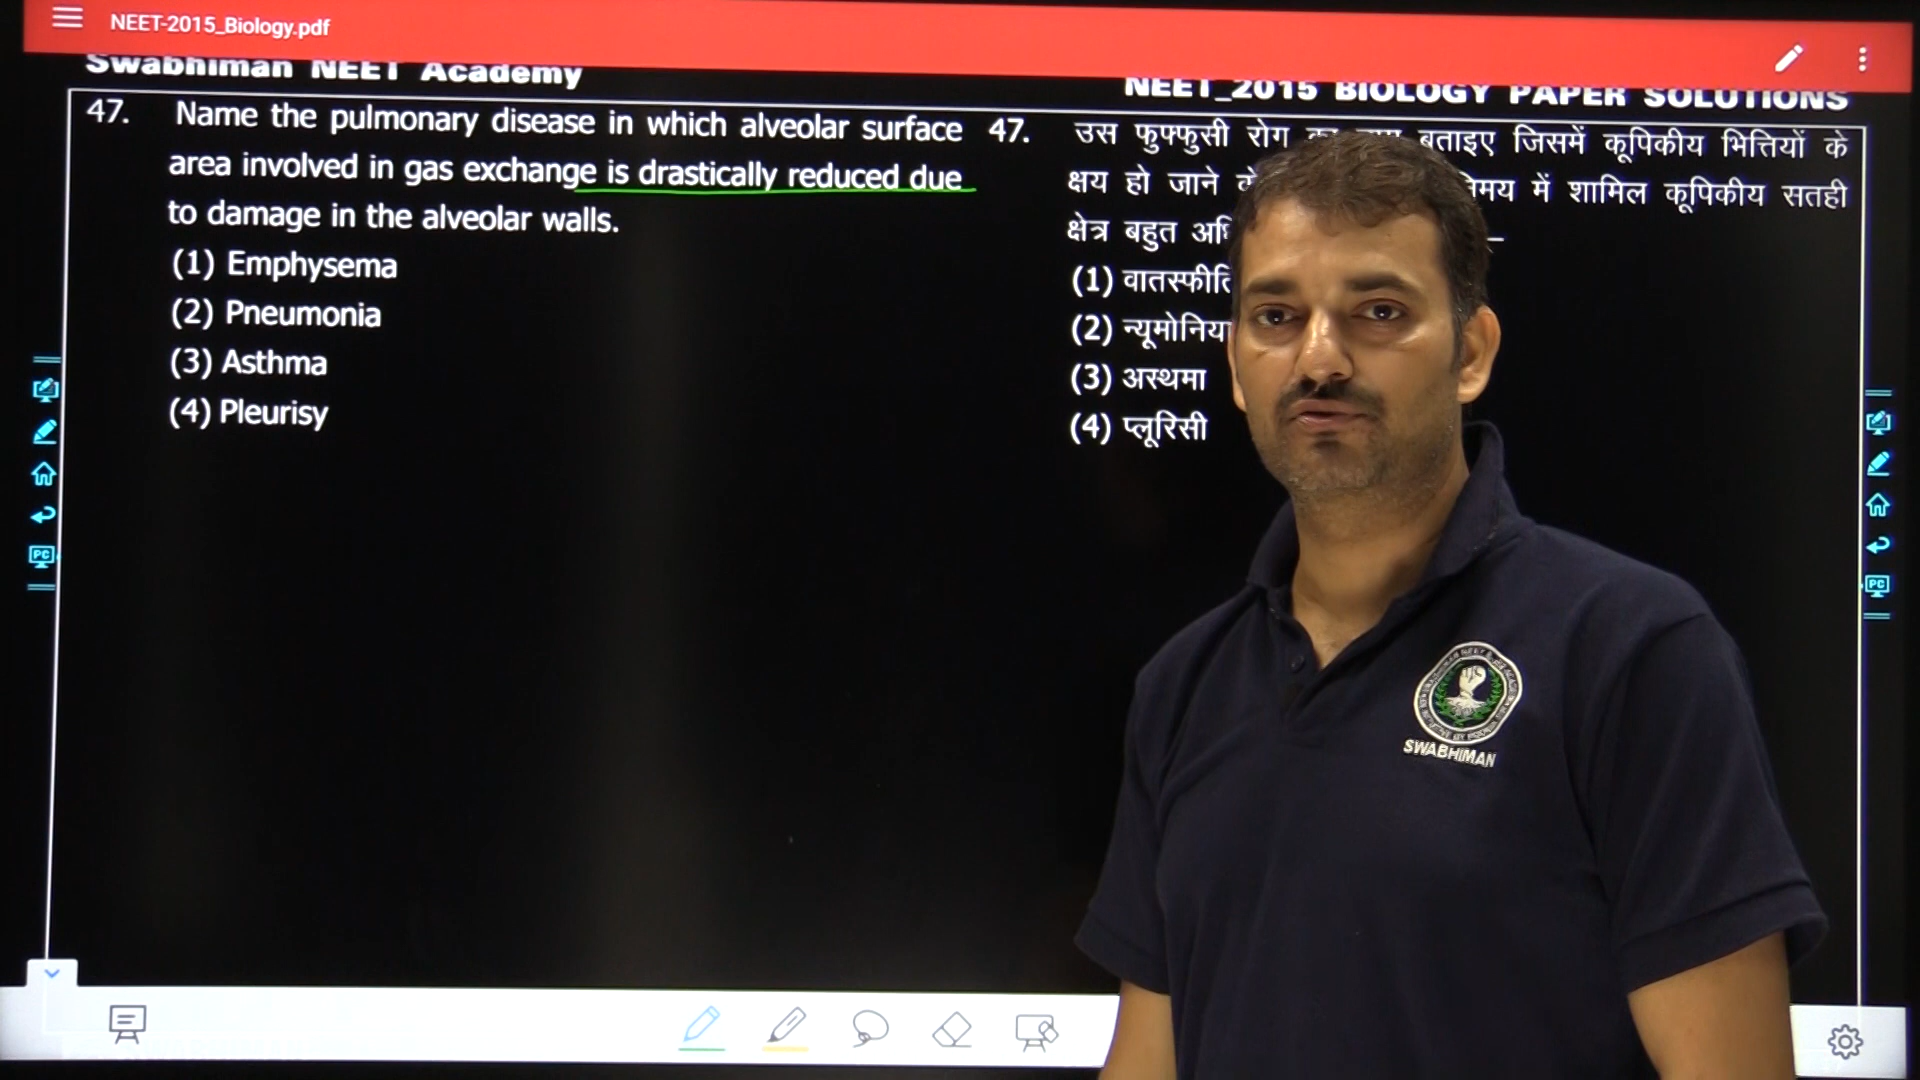 NEET-2015_Biology.pdf
Swabhiman NEET Academy
NEET_2015 BIOLOGY PAPER SOLUTIONS
47. Name the pulmonary disease in which alveolar surface
area involved in gas exchange is drastically reduced due
to damage in the alveolar walls.
(1) Emphysema
(2) Pneumonia
(3) Asthma
(4) Pleurisy
47. उस फुफ्फुसी रोग बताइए जिसमें कूपिकीय भित्तियों के
क्षय हो जाने में शामिल कूपिकीय सतही
क्षेत्र बहुत
(1) वातस्फीति
(2) न्यूमोनिया
(3) अस्थमा
(4) प्लूरिसी
PC
PC
SWABHIMAN